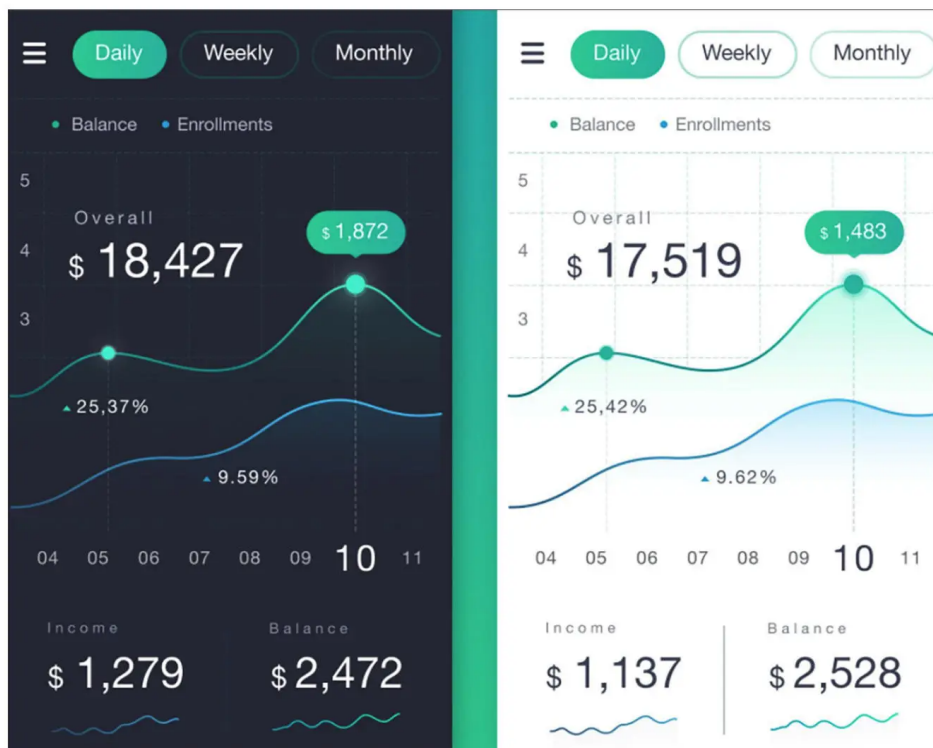 Daily Weekly Monthly
Balance Enrollments
5
Overall
$ 1,872
4
$ 18,427
3
25,37%
9.59%
04 05 06 07 08 09 10 11
Income Balance
$ 1,279 $ 2,472
Daily Weekly Monthly
Balance Enrollments
5
Overall
$ 1,483
4
$ 17,519
3
25,42%
9.62%
04 05 06 07 08 09 10 11
Income Balance
$ 1,137 $ 2,528